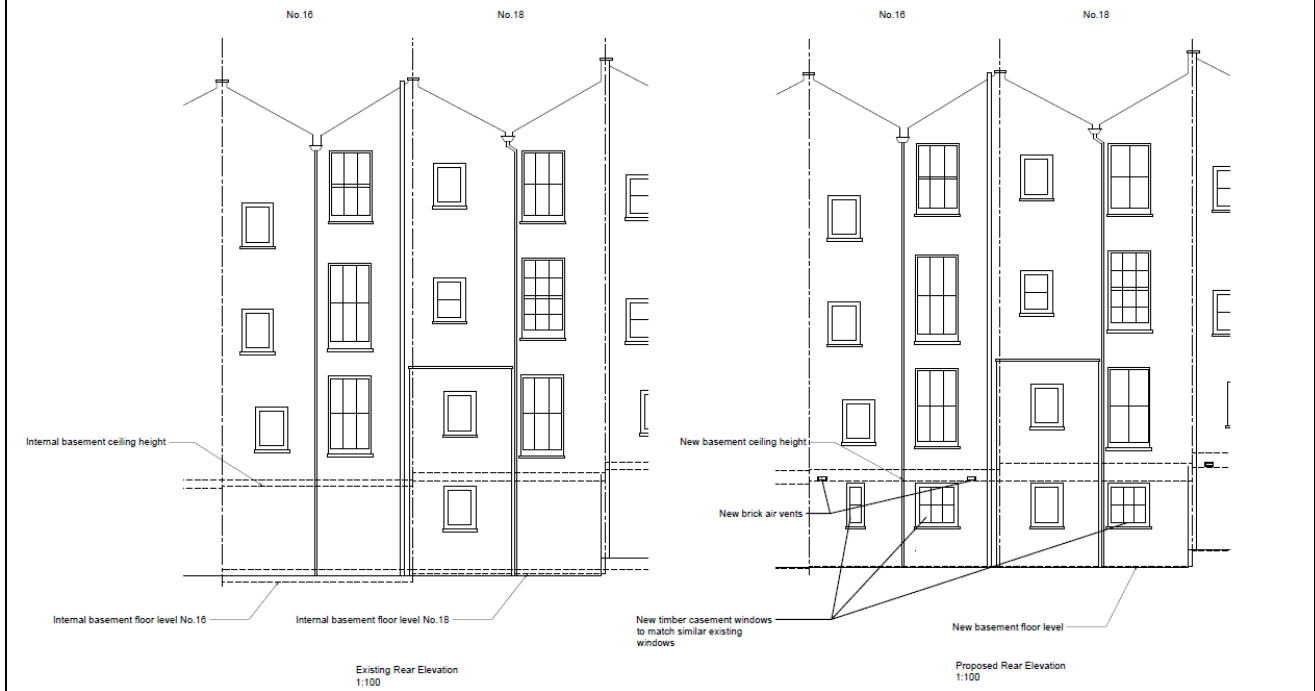 No.16
No.18
Internal basement ceiling height
Internal basement floor level No.16
Internal basement floor level No.18
Existing Rear Elevation
1:100
No.16
No.18
New basement ceiling height
New brick air vents
New timber casement windows
to match similar existing
windows
New basement floor level
Proposed Rear Elevation
1:100